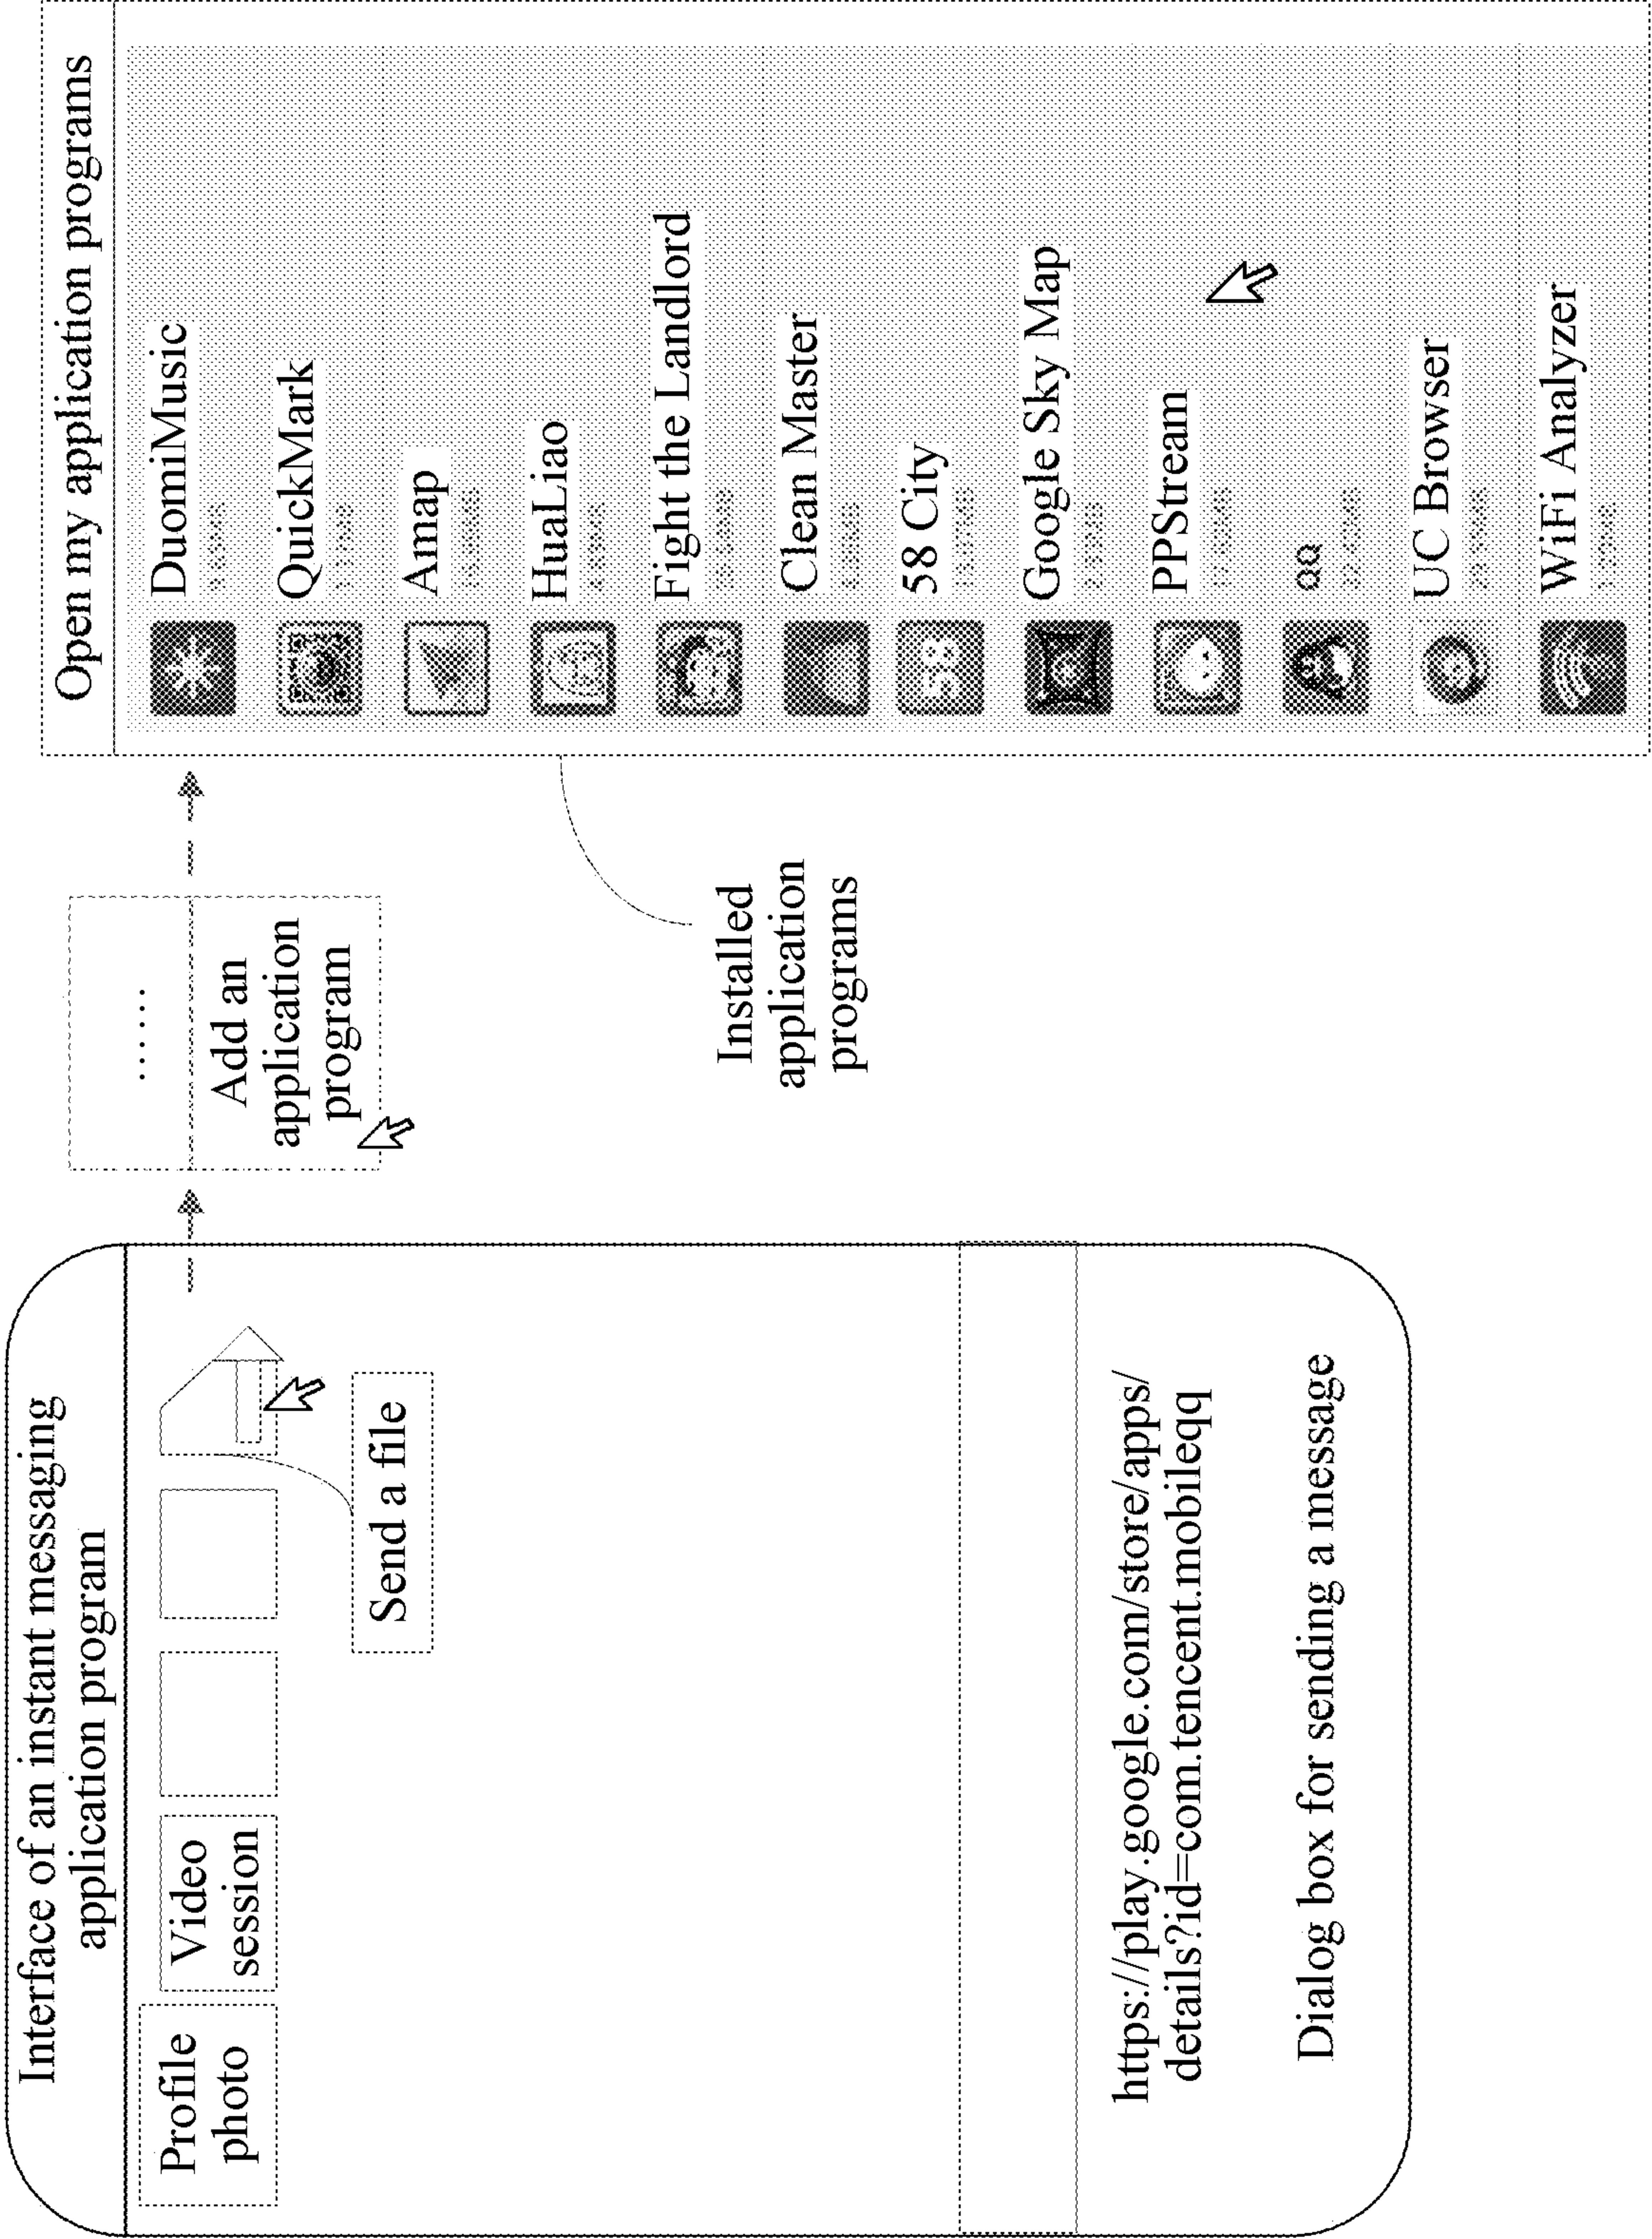 Interface of an instant messaging
application program
Profile
photo
Video
session
Send a file
https://play.google.com/store/apps/
details?id=com.tencent.mobileqq
Dialog box for sending a message
......
Add an
application
program
Installed
application
programs
Open my application programs
DuomiMusic
QuickMark
Amap
HuaLiao
Fight the Landlord
Clean Master
58
58 City
Google Sky Map
PPStream
QQ
UC Browser
WiFi Analyzer